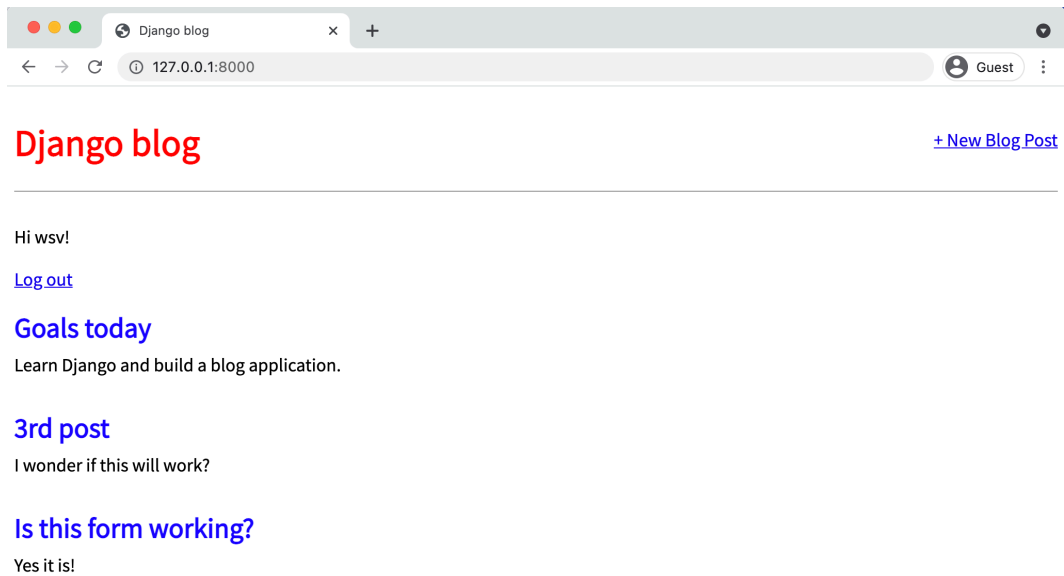 Django blog
127.0.0.1:8000
Guest
Django blog
+ New Blog Post
Hi wsv!
Log out
Goals today
Learn Django and build a blog application.
3rd post
I wonder if this will work?
Is this form working?
Yes it is!